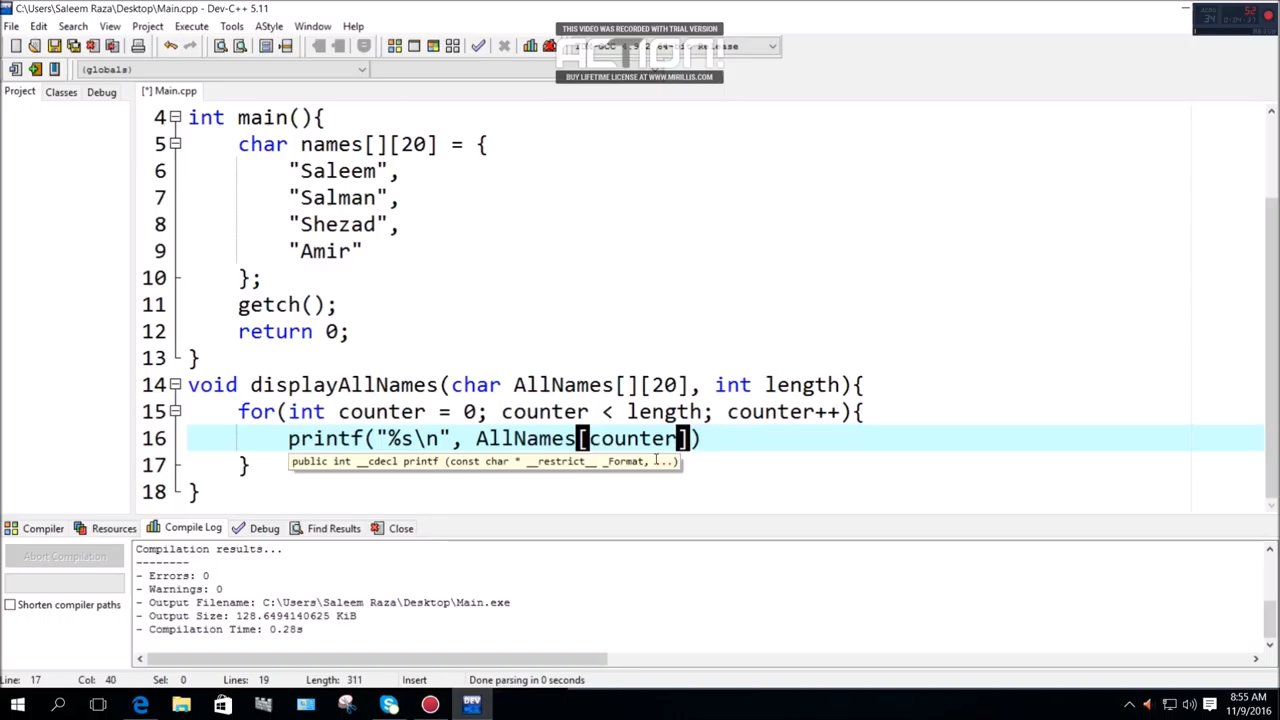 C:\Users\Saleem Raza\Desktop\Main.cpp - Dev-C++ 5.11
File Edit Search View Project Execute Tools AStyle Window Help
THIS VIDEO WAS RECORDED WITH TRIAL VERSION
ACTION!
BUY LIFETIME LICENSE AT WWW.MIRILLIS.COM
64-bit Release
52
34
(globals)
Project Classes Debug
[*] Main.cpp
4 int main(){
5 char names[][20] = {
6 "Saleem",
7 "Salman",
8 "Shezad",
9 "Amir"
10 };
11 getch();
12 return 0;
13 }
14 void displayAllNames(char AllNames[][20], int length){
15 for(int counter = 0; counter < length; counter++){
16 printf("%s\n", AllNames[counter])
17 }
public int __cdecl printf (const char * __restrict__ _Format, ...)
18 }
Compiler Resources Compile Log Debug Find Results Close
Abort Compilation
Shorten compiler paths
Compilation results...
--------
- Errors: 0
- Warnings: 0
- Output Filename: C:\Users\Saleem Raza\Desktop\Main.exe
- Output Size: 128.6494140625 KiB
- Compilation Time: 0.28s
Line: 17 Col: 40 Sel: 0 Lines: 19 Length: 311 Insert Done parsing in 0 seconds
DEV
8:55 AM
11/9/2016